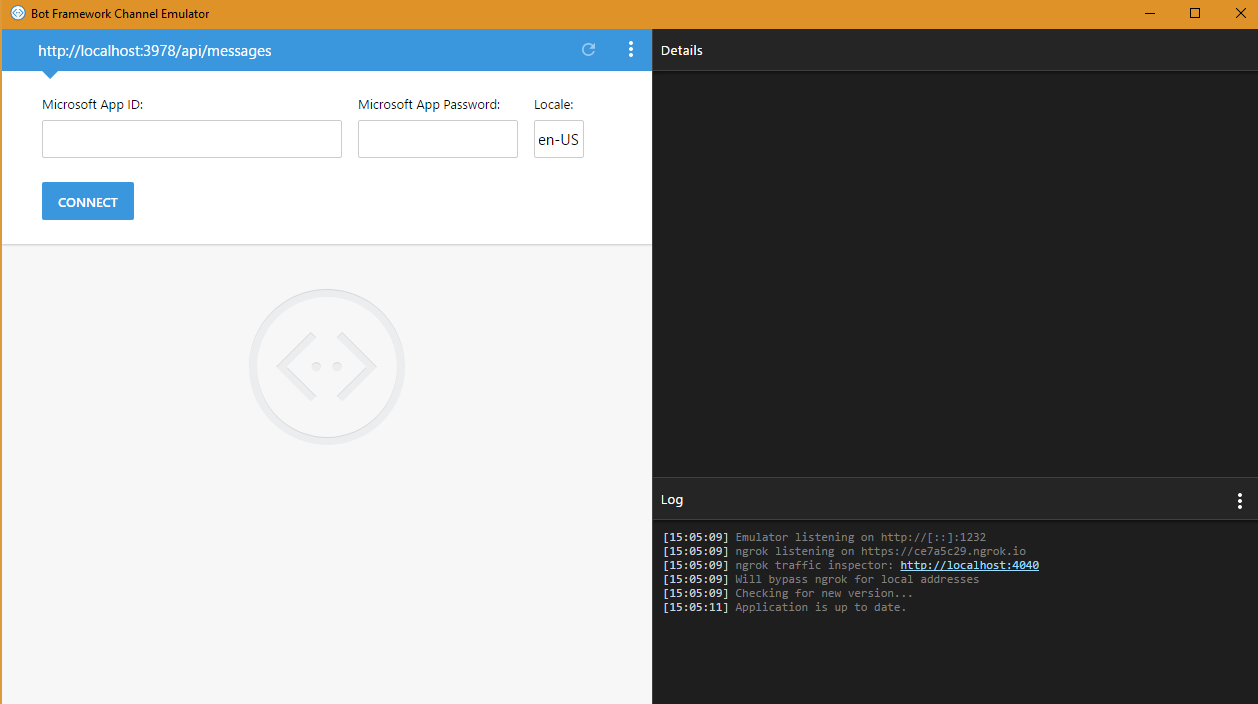 Bot Framework Channel Emulator
http://localhost:3978/api/messages
Microsoft App ID:
Microsoft App Password:
Locale:
en-US
CONNECT
Details
Log
[15:05:09] Emulator listening on http://[::]:1232
[15:05:09] ngrok listening on https://ce7a5c29.ngrok.io
[15:05:09] ngrok traffic inspector: http://localhost:4040
[15:05:09] Will bypass ngrok for local addresses
[15:05:09] Checking for new version...
[15:05:11] Application is up to date.